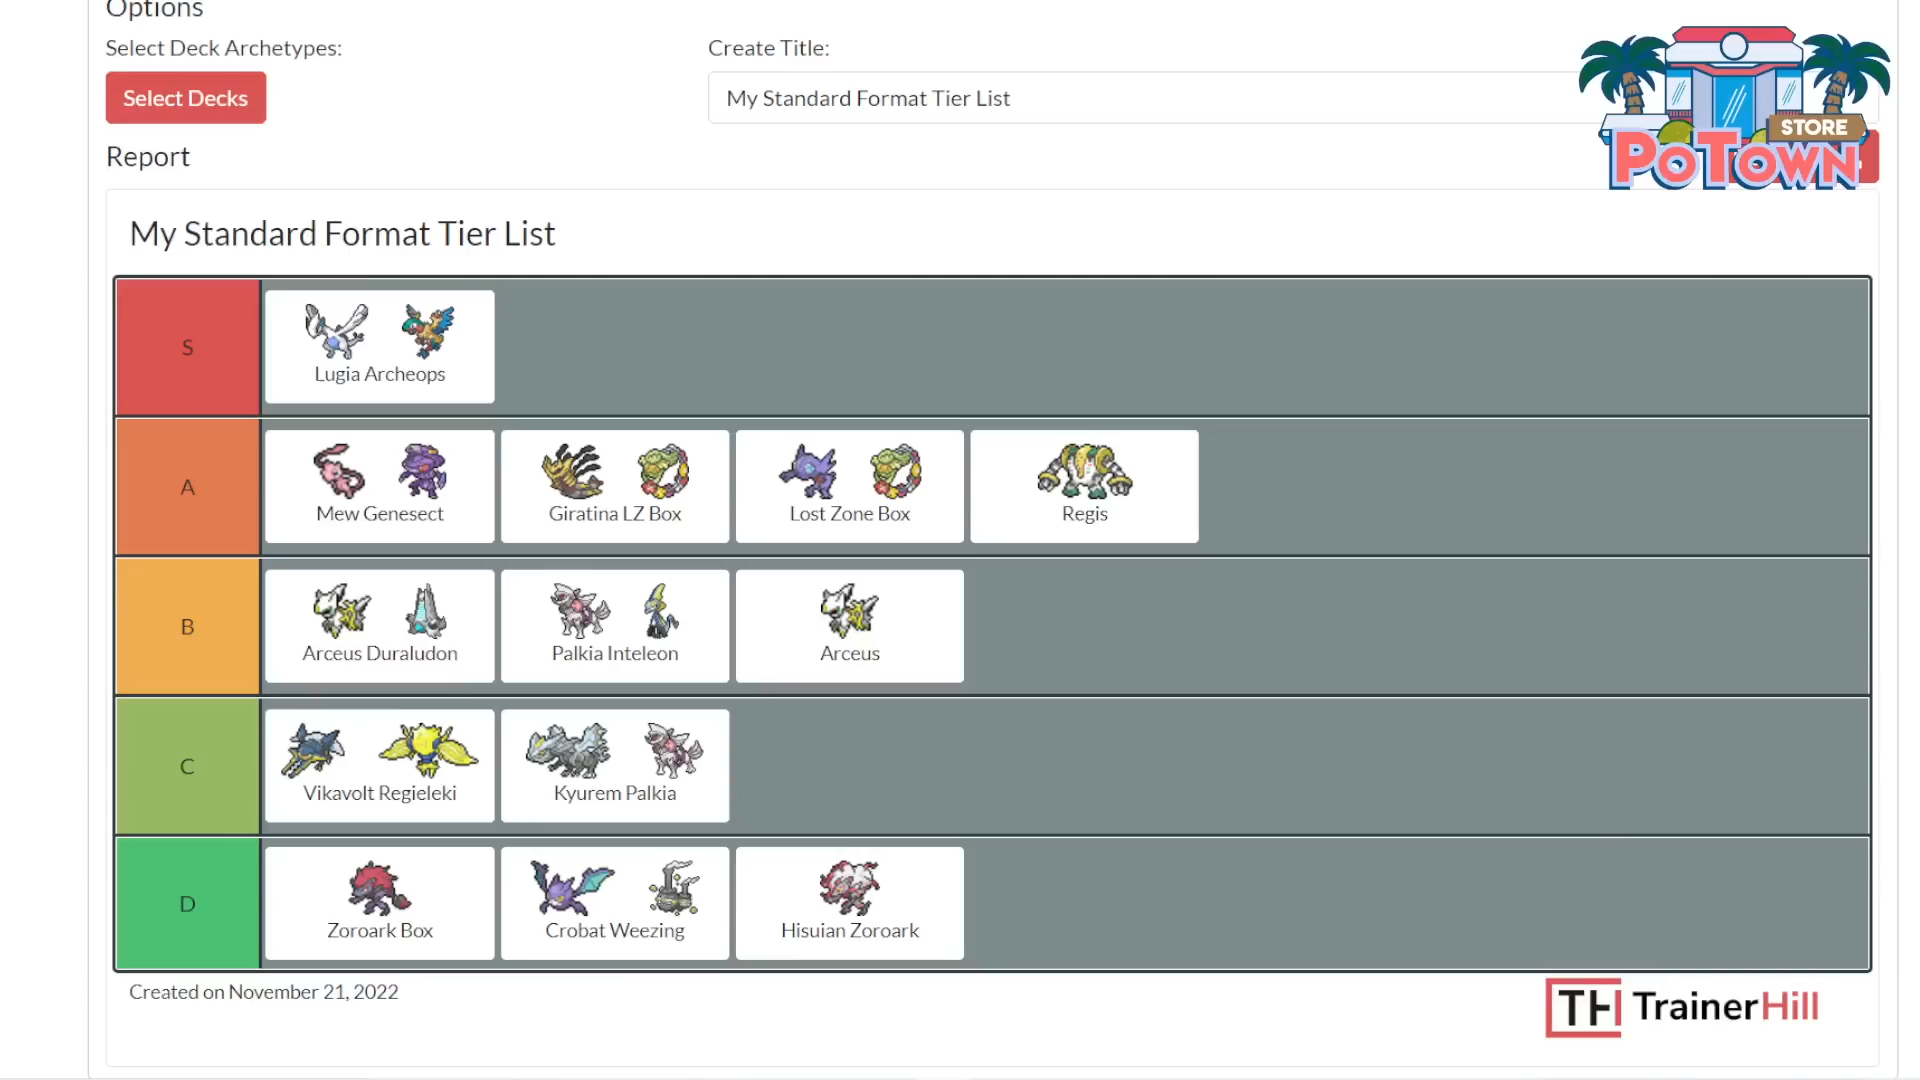 Options
Select Deck Archetypes:
Create Title:
Select Decks
My Standard Format Tier List
STORE
POTOWN
Report
My Standard Format Tier List
S
Lugia Archeops
A
Mew Genesect
Giratina LZ Box
Lost Zone Box
Regis
B
Arceus Duraludon
Palkia Inteleon
Arceus
C
Vikavolt Regieleki
Kyurem Palkia
D
Zoroark Box
Crobat Weezing
Hisuian Zoroark
Created on November 21, 2022
TH TrainerHill